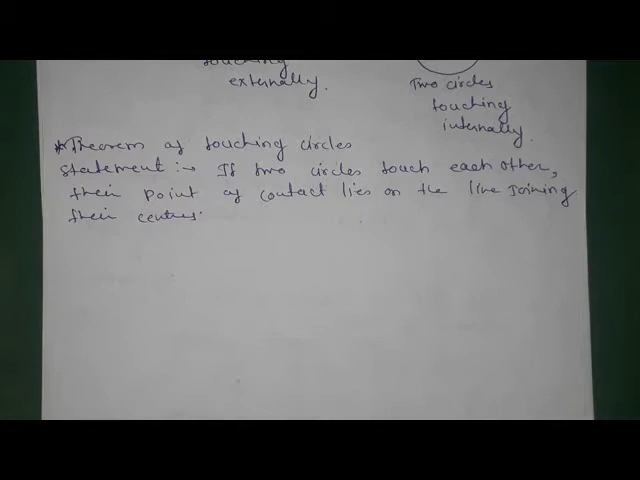 touching
externally.
Two circles
touching
internally.
* Theorem of touching circles
Statement :→ If two circles touch each other,
their point of contact lies on the line joining
their centres.